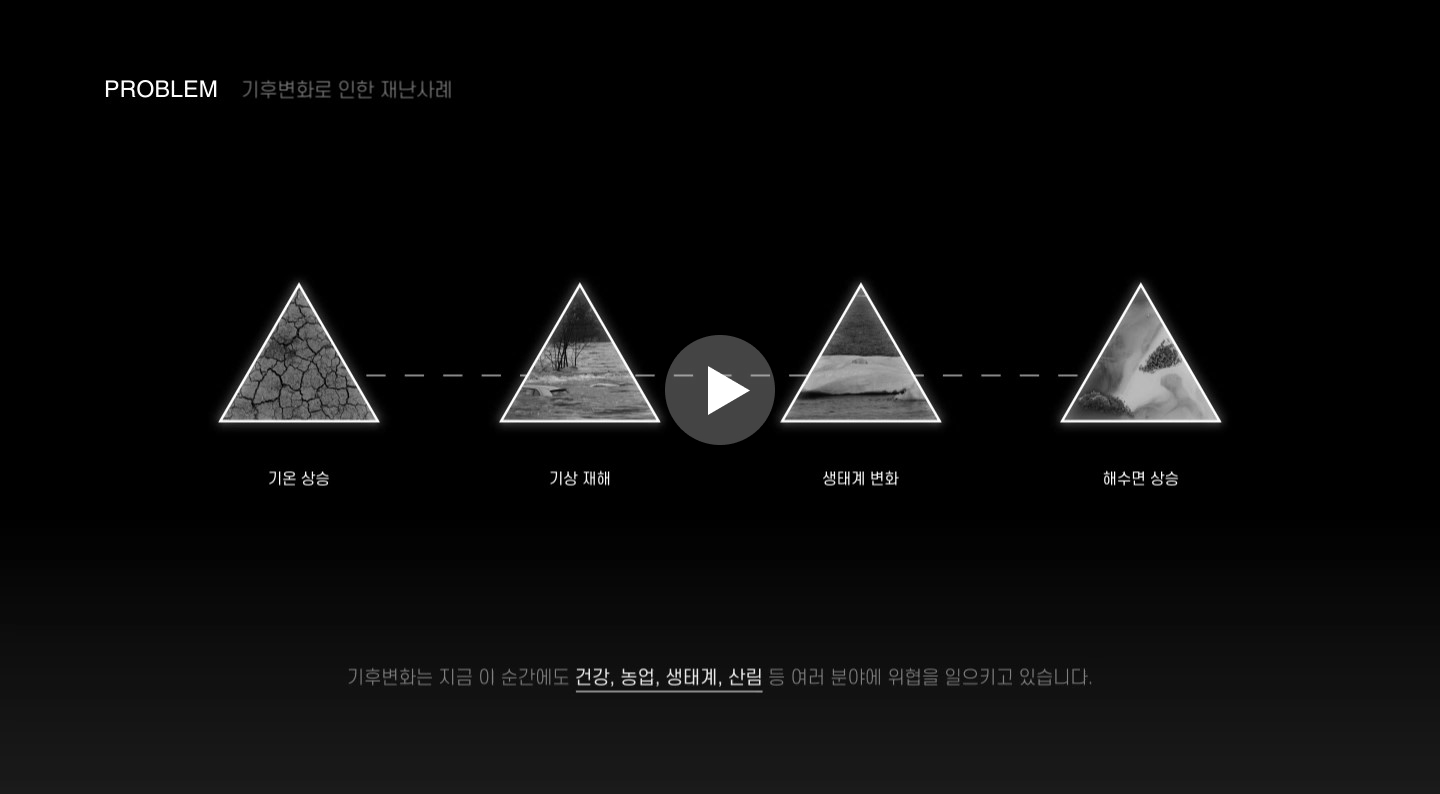 PROBLEM 기후변화로 인한 재난사례
기온 상승
기상 재해
생태계 변화
해수면 상승
기후변화는 지금 이 순간에도 건강, 농업, 생태계, 산림 등 여러 분야에 위협을 일으키고 있습니다.